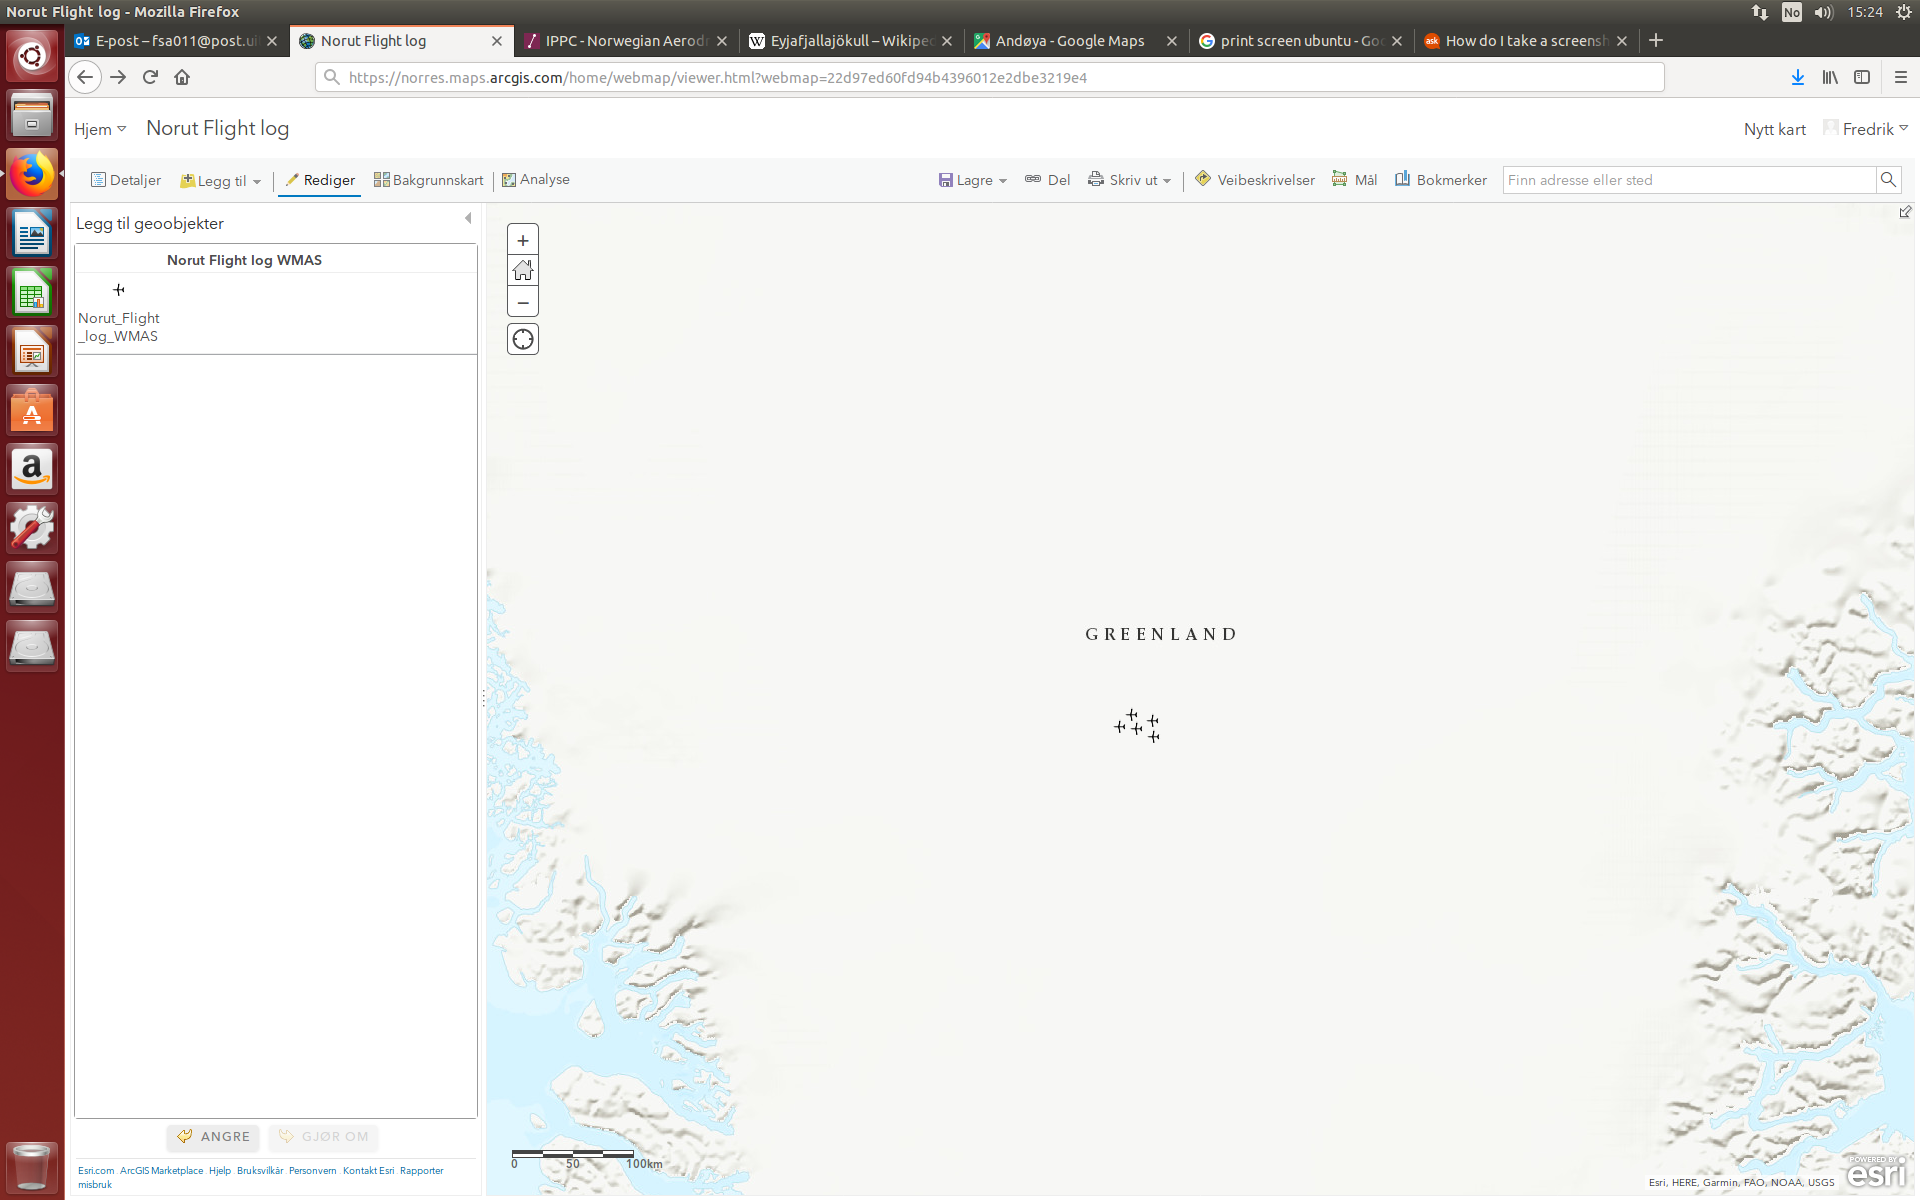 Norut Flight log - Mozilla Firefox
No 15:24
E-post – fsa011@post.ui
Norut Flight log
IPPC - Norwegian Aerod
Eyjafjallajökull – Wikiped
Andøya - Google Maps
print screen ubuntu - Goo
ask How do I take a screensh
https://norres.maps.arcgis.com/home/webmap/viewer.html?webmap=22d97ed60fd94b4396012e2dbe3219e4
Hjem Norut Flight log Nytt kart Fredrik
Detaljer Legg til Rediger Bakgrunnskart Analyse Lagre Del Skriv ut Veibeskrivelser Mål Bokmerker Finn adresse eller sted
Legg til geoobjekter
Norut Flight log WMAS
Norut_Flight
_log_WMAS
+
−
GREENLAND
ANGRE GJØR OM
0 50 100km
Esri.com ArcGIS Marketplace Hjelp Bruksvilkår Personvern Kontakt Esri Rapporter
misbruk
Esri, HERE, Garmin, FAO, NOAA, USGS
POWERED BY
esri